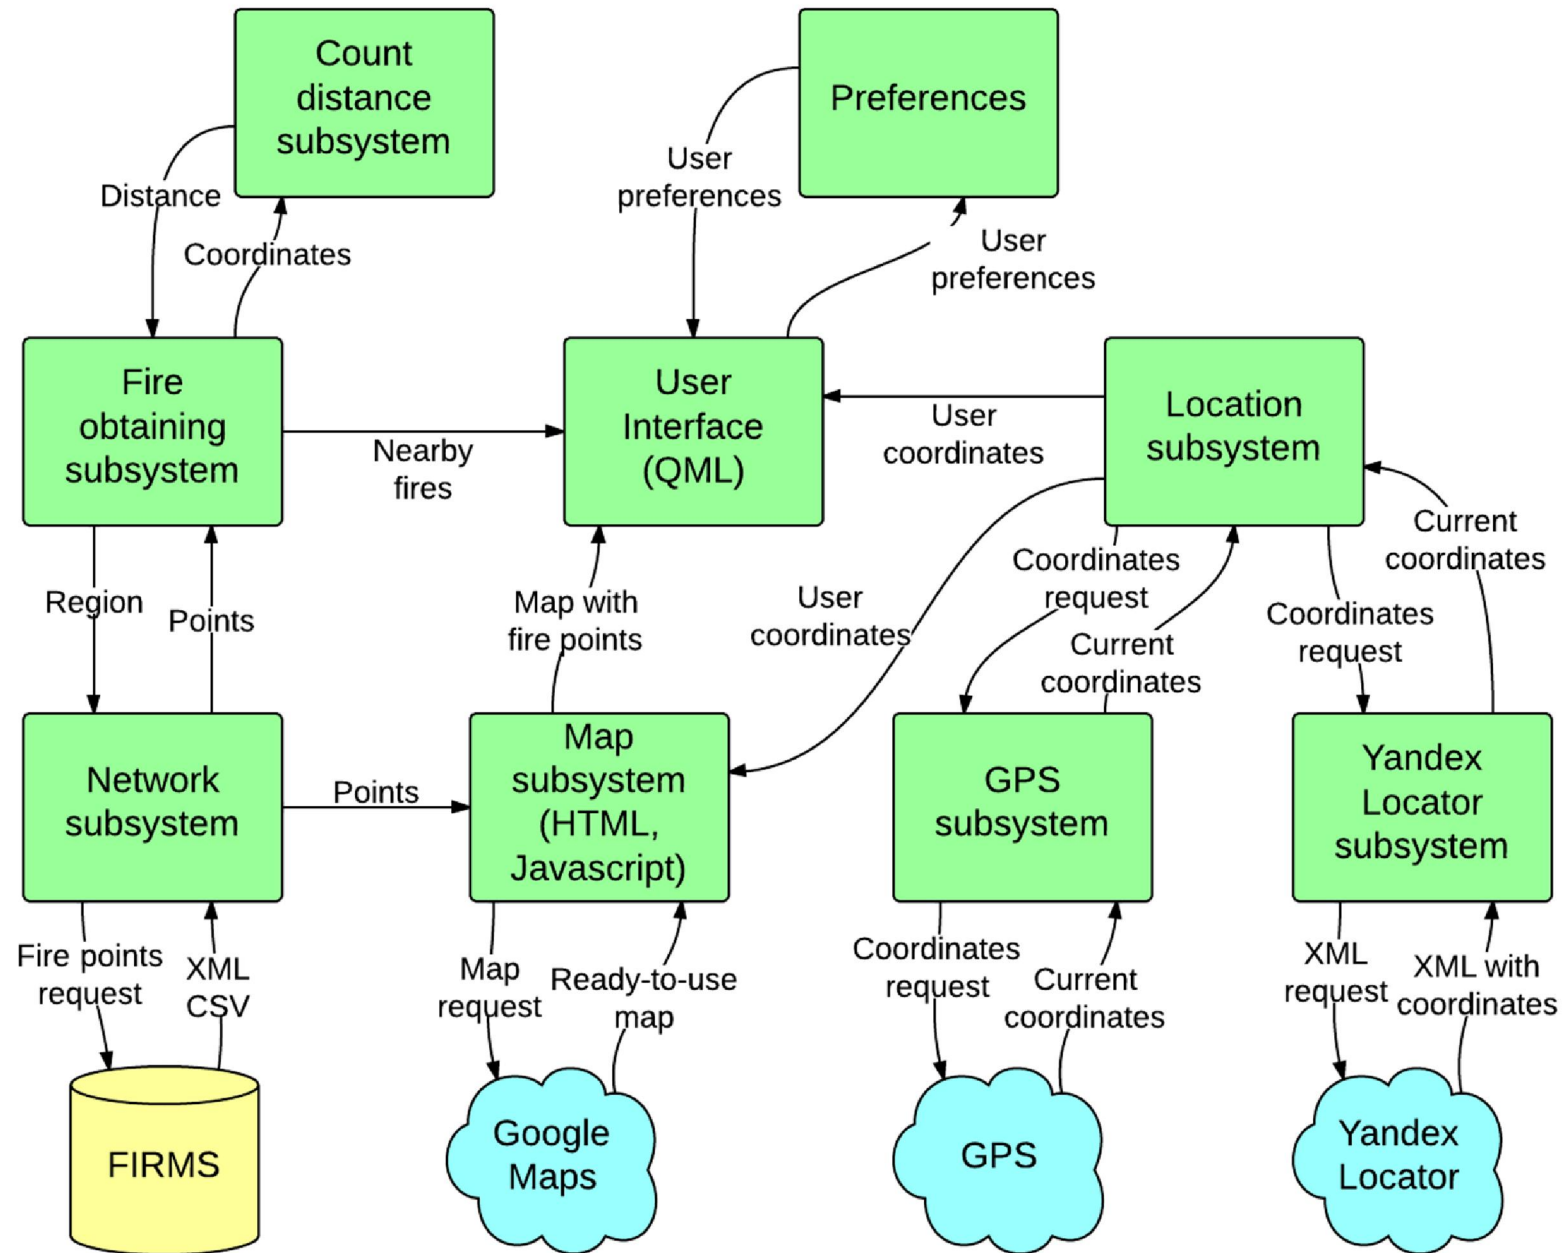 Count
distance
subsystem
Preferences
User
preferences
Distance
Coordinates
User
preferences
Fire
obtaining
subsystem
User
Interface
(QML)
Location
subsystem
Nearby
fires
User
coordinates
Region
Points
Map with
fire points
User
coordinates
Coordinates
request
Current
coordinates
Coordinates
request
Current
coordinates
Network
subsystem
Points
Map
subsystem
(HTML,
Javascript)
GPS
subsystem
Yandex
Locator
subsystem
Fire points
request
XML
CSV
Map
request
Ready-to-use
map
Coordinates
request
Current
coordinates
XML
request
XML with
coordinates
FIRMS
Google
Maps
GPS
Yandex
Locator